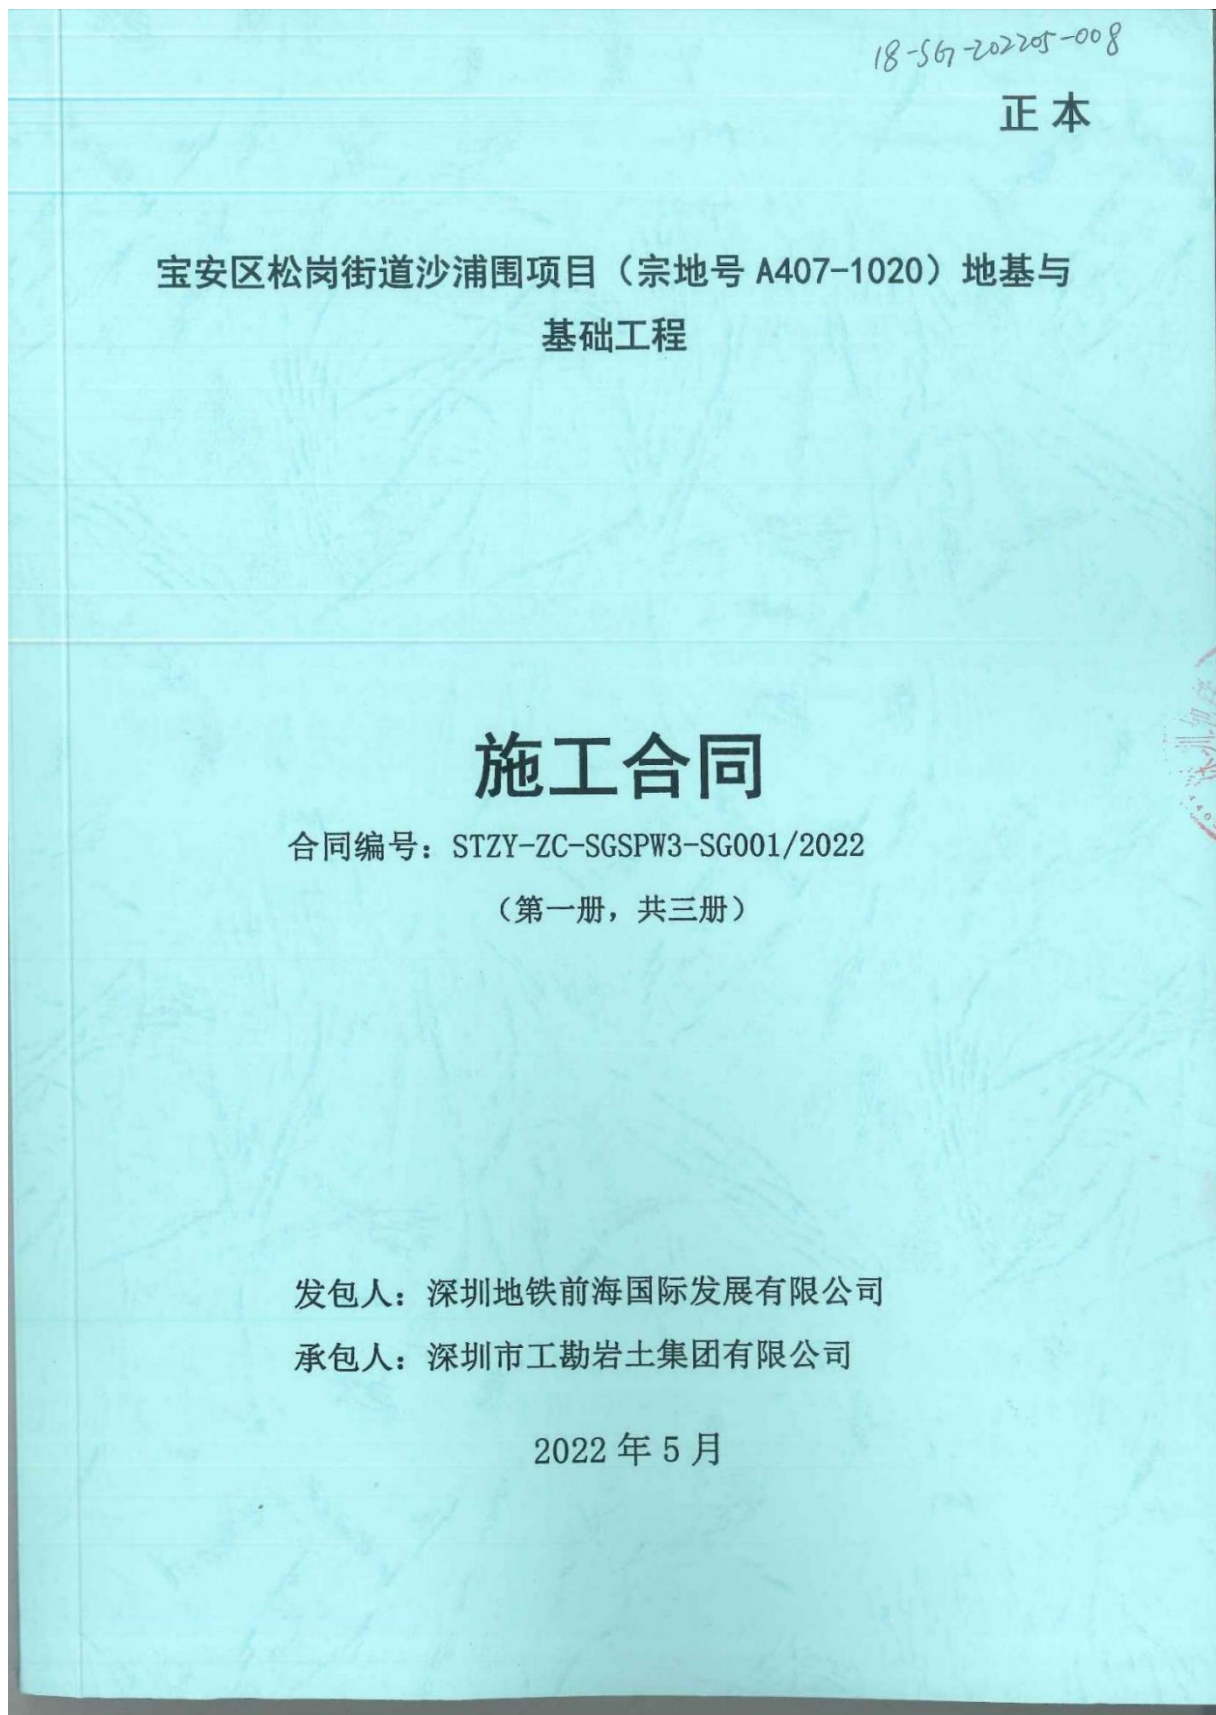 18-SG-202205-008
正本
宝安区松岗街道沙浦围项目（宗地号 A407-1020）地基与
基础工程
施工合同
合同编号：STZY-ZC-SGSPW3-SG001/2022
（第一册，共三册）
发包人：深圳地铁前海国际发展有限公司
承包人：深圳市工勘岩土集团有限公司
2022 年 5 月